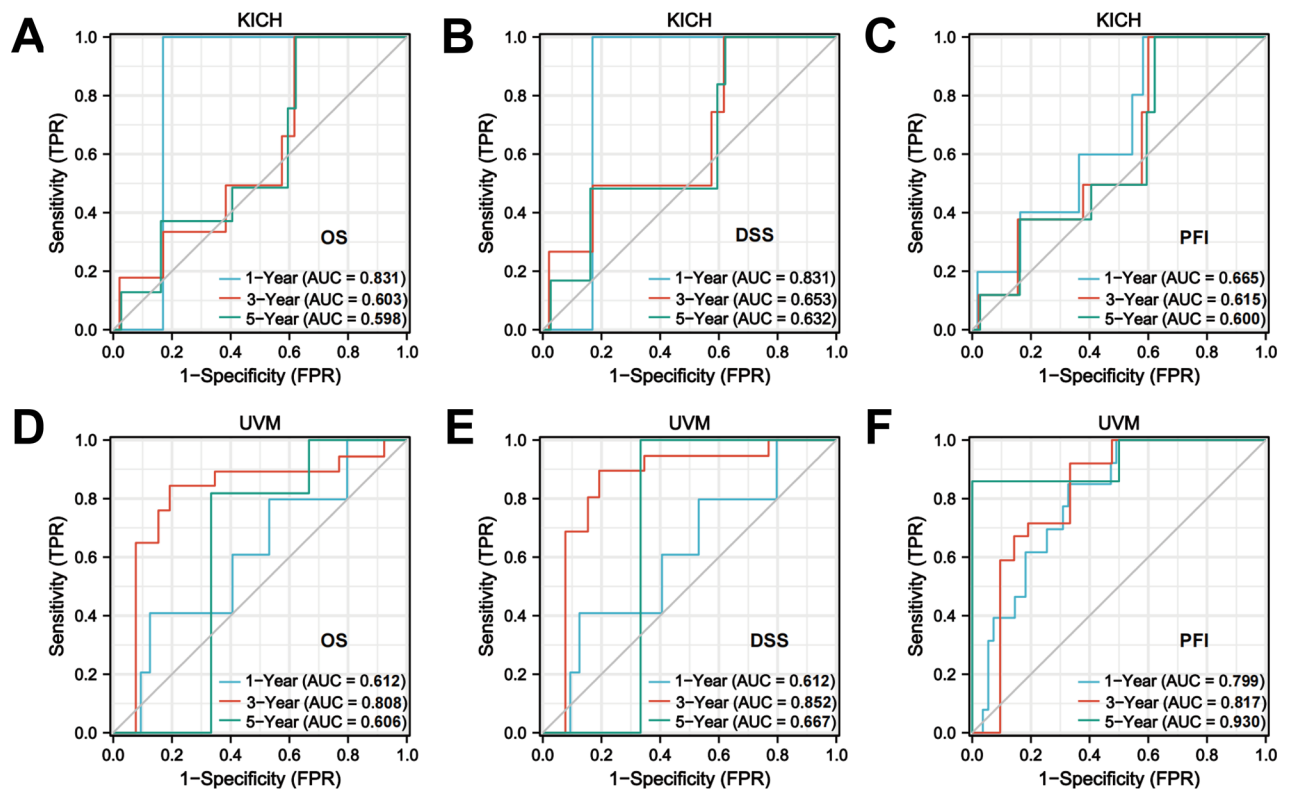 A
KICH
Sensitivity (TPR)
1.0
0.8
0.6
0.4
0.2
0.0
OS
1−Year (AUC = 0.831)
3−Year (AUC = 0.603)
5−Year (AUC = 0.598)
0.0 0.2 0.4 0.6 0.8 1.0
1−Specificity (FPR)
B
KICH
Sensitivity (TPR)
1.0
0.8
0.6
0.4
0.2
0.0
DSS
1−Year (AUC = 0.831)
3−Year (AUC = 0.653)
5−Year (AUC = 0.632)
0.0 0.2 0.4 0.6 0.8 1.0
1−Specificity (FPR)
C
KICH
Sensitivity (TPR)
1.0
0.8
0.6
0.4
0.2
0.0
PFI
1−Year (AUC = 0.665)
3−Year (AUC = 0.615)
5−Year (AUC = 0.600)
0.0 0.2 0.4 0.6 0.8 1.0
1−Specificity (FPR)
D
UVM
Sensitivity (TPR)
1.0
0.8
0.6
0.4
0.2
0.0
OS
1−Year (AUC = 0.612)
3−Year (AUC = 0.808)
5−Year (AUC = 0.606)
0.0 0.2 0.4 0.6 0.8 1.0
1−Specificity (FPR)
E
UVM
Sensitivity (TPR)
1.0
0.8
0.6
0.4
0.2
0.0
DSS
1−Year (AUC = 0.612)
3−Year (AUC = 0.852)
5−Year (AUC = 0.667)
0.0 0.2 0.4 0.6 0.8 1.0
1−Specificity (FPR)
F
UVM
Sensitivity (TPR)
1.0
0.8
0.6
0.4
0.2
0.0
PFI
1−Year (AUC = 0.799)
3−Year (AUC = 0.817)
5−Year (AUC = 0.930)
0.0 0.2 0.4 0.6 0.8 1.0
1−Specificity (FPR)